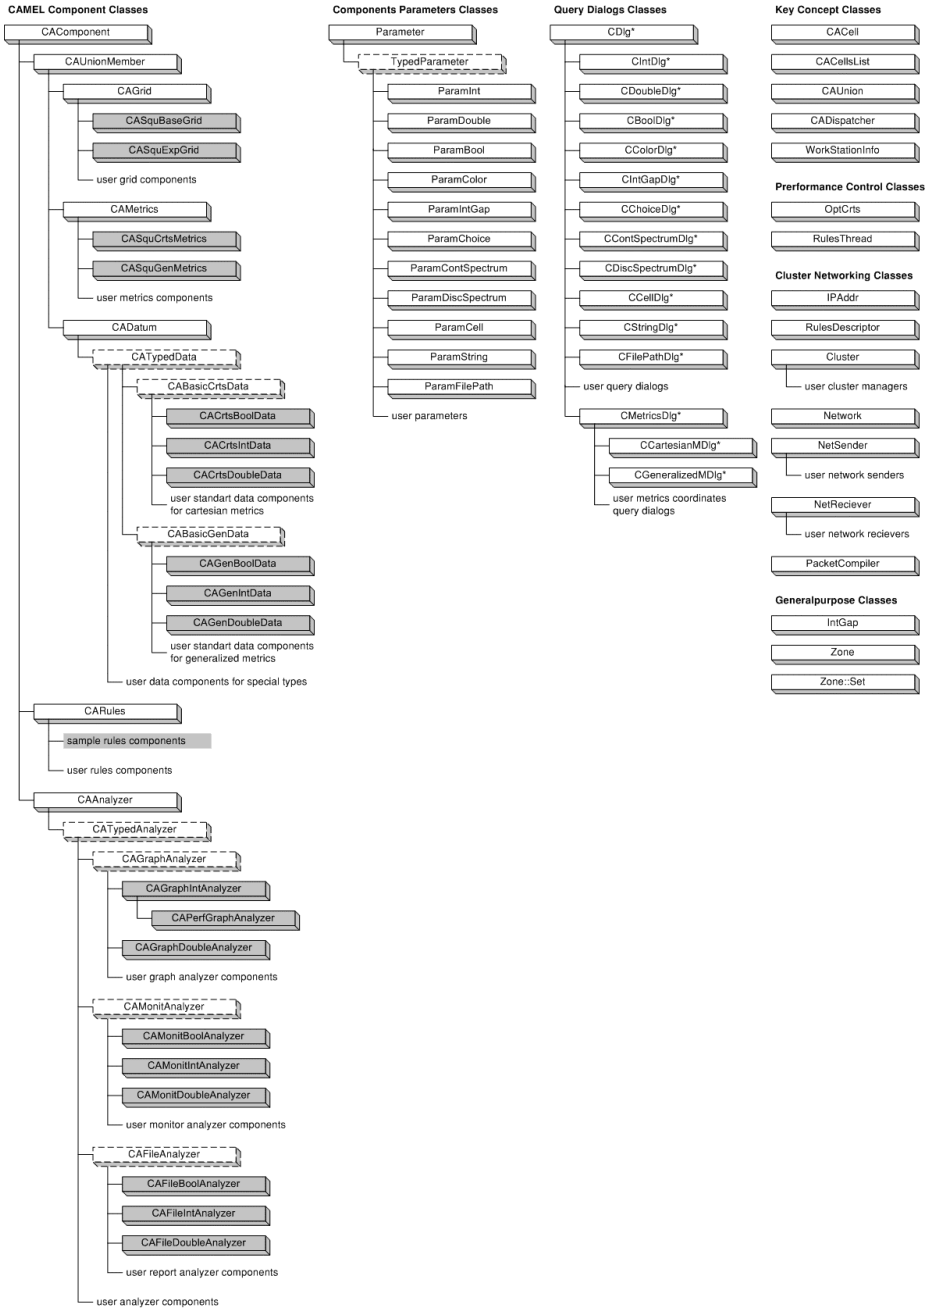 CAMEL Component Classes
CAComponent
CAUnionMember
CAGrid
CASquBaseGrid
CASquExpGrid
user grid components
CAMetrics
CASquCrtsMetrics
CASquGenMetrics
user metrics components
CADatum
CATypedData
CABasicCrtsData
CACrtsBoolData
CACrtsIntData
CACrtsDoubleData
user standart data components
for cartesian metrics
CABasicGenData
CAGenBoolData
CAGenIntData
CAGenDoubleData
user standart data components
for generalized metrics
user data components for special types
CARules
sample rules components
user rules components
CAAnalyzer
CATypedAnalyzer
CAGraphAnalyzer
CAGraphIntAnalyzer
CAPerfGraphAnalyzer
CAGraphDoubleAnalyzer
user graph analyzer components
CAMonitAnalyzer
CAMonitBoolAnalyzer
CAMonitIntAnalyzer
CAMonitDoubleAnalyzer
user monitor analyzer components
CAFileAnalyzer
CAFileBoolAnalyzer
CAFileIntAnalyzer
CAFileDoubleAnalyzer
user report analyzer components
user analyzer components
Components Parameters Classes
Parameter
TypedParameter
ParamInt
ParamDouble
ParamBool
ParamColor
ParamIntGap
ParamChoice
ParamContSpectrum
ParamDiscSpectrum
ParamCell
ParamString
ParamFilePath
user parameters
Query Dialogs Classes
CDlg*
CIntDlg*
CDoubleDlg*
CBoolDlg*
CColorDlg*
CIntGapDlg*
CChoiceDlg*
CContSpectrumDlg*
CDiscSpectrumDlg*
CCellDlg*
CStringDlg*
CFilePathDlg*
user query dialogs
CMetricsDlg*
CCartesianMDlg*
CGeneralizedMDlg*
user metrics coordinates
query dialogs
Key Concept Classes
CACell
CACellsList
CAUnion
CADispatcher
WorkStationInfo
Prerformance Control Classes
OptCrts
RulesThread
Cluster Networking Classes
IPAddr
RulesDescriptor
Cluster
user cluster managers
Network
NetSender
user network senders
NetReciever
user network recievers
PacketCompiler
Generalpurpose Classes
IntGap
Zone
Zone::Set